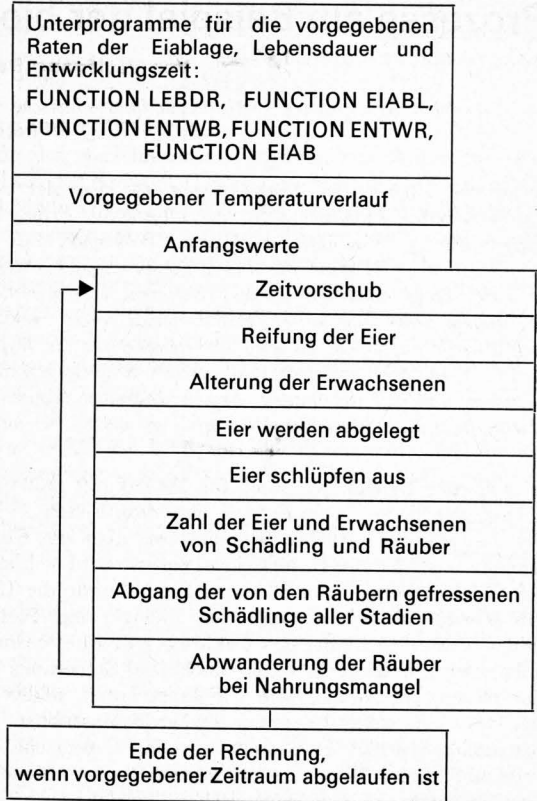 Unterprogramme für die vorgegebenen
Raten der Eiablage, Lebensdauer und
Entwicklungszeit:
FUNCTION LEBDR, FUNCTION EIABL,
FUNCTION ENTWB, FUNCTION ENTWR,
FUNCTION EIAB
Vorgegebener Temperaturverlauf
Anfangswerte
Zeitvorschub
Reifung der Eier
Alterung der Erwachsenen
Eier werden abgelegt
Eier schlüpfen aus
Zahl der Eier und Erwachsenen
von Schädling und Räuber
Abgang der von den Räubern gefressenen
Schädlinge aller Stadien
Abwanderung der Räuber
bei Nahrungsmangel
Ende der Rechnung,
wenn vorgegebener Zeitraum abgelaufen ist